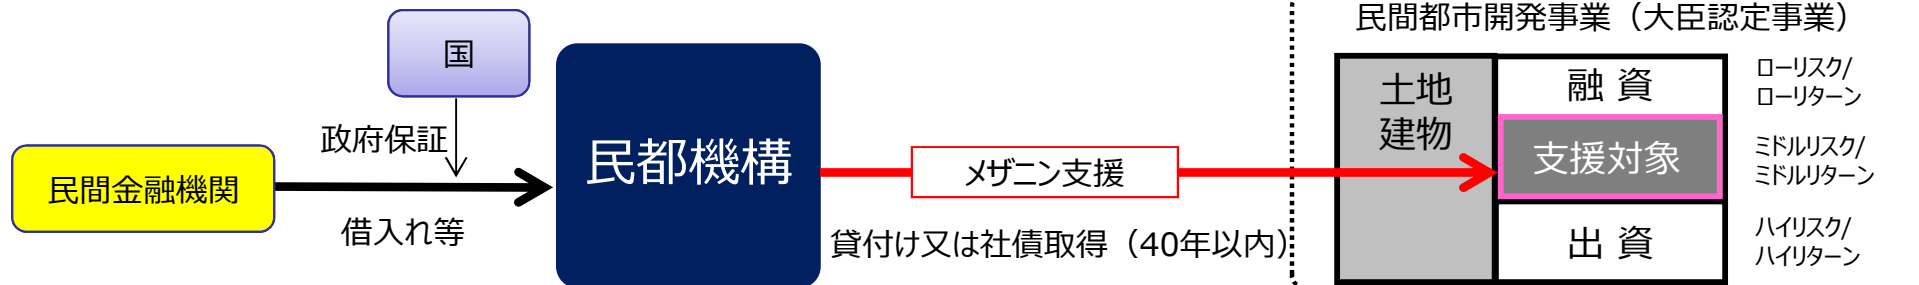 民間都市開発事業（大臣認定事業）
国
政府保証
民間金融機関
借入れ等
民都機構
メザニン支援
貸付け又は社債取得（40年以内）
土地
建物
融 資
支援対象
出 資
ローリスク/
ローリターン
ミドルリスク/
ミドルリターン
ハイリスク/
ハイリターン